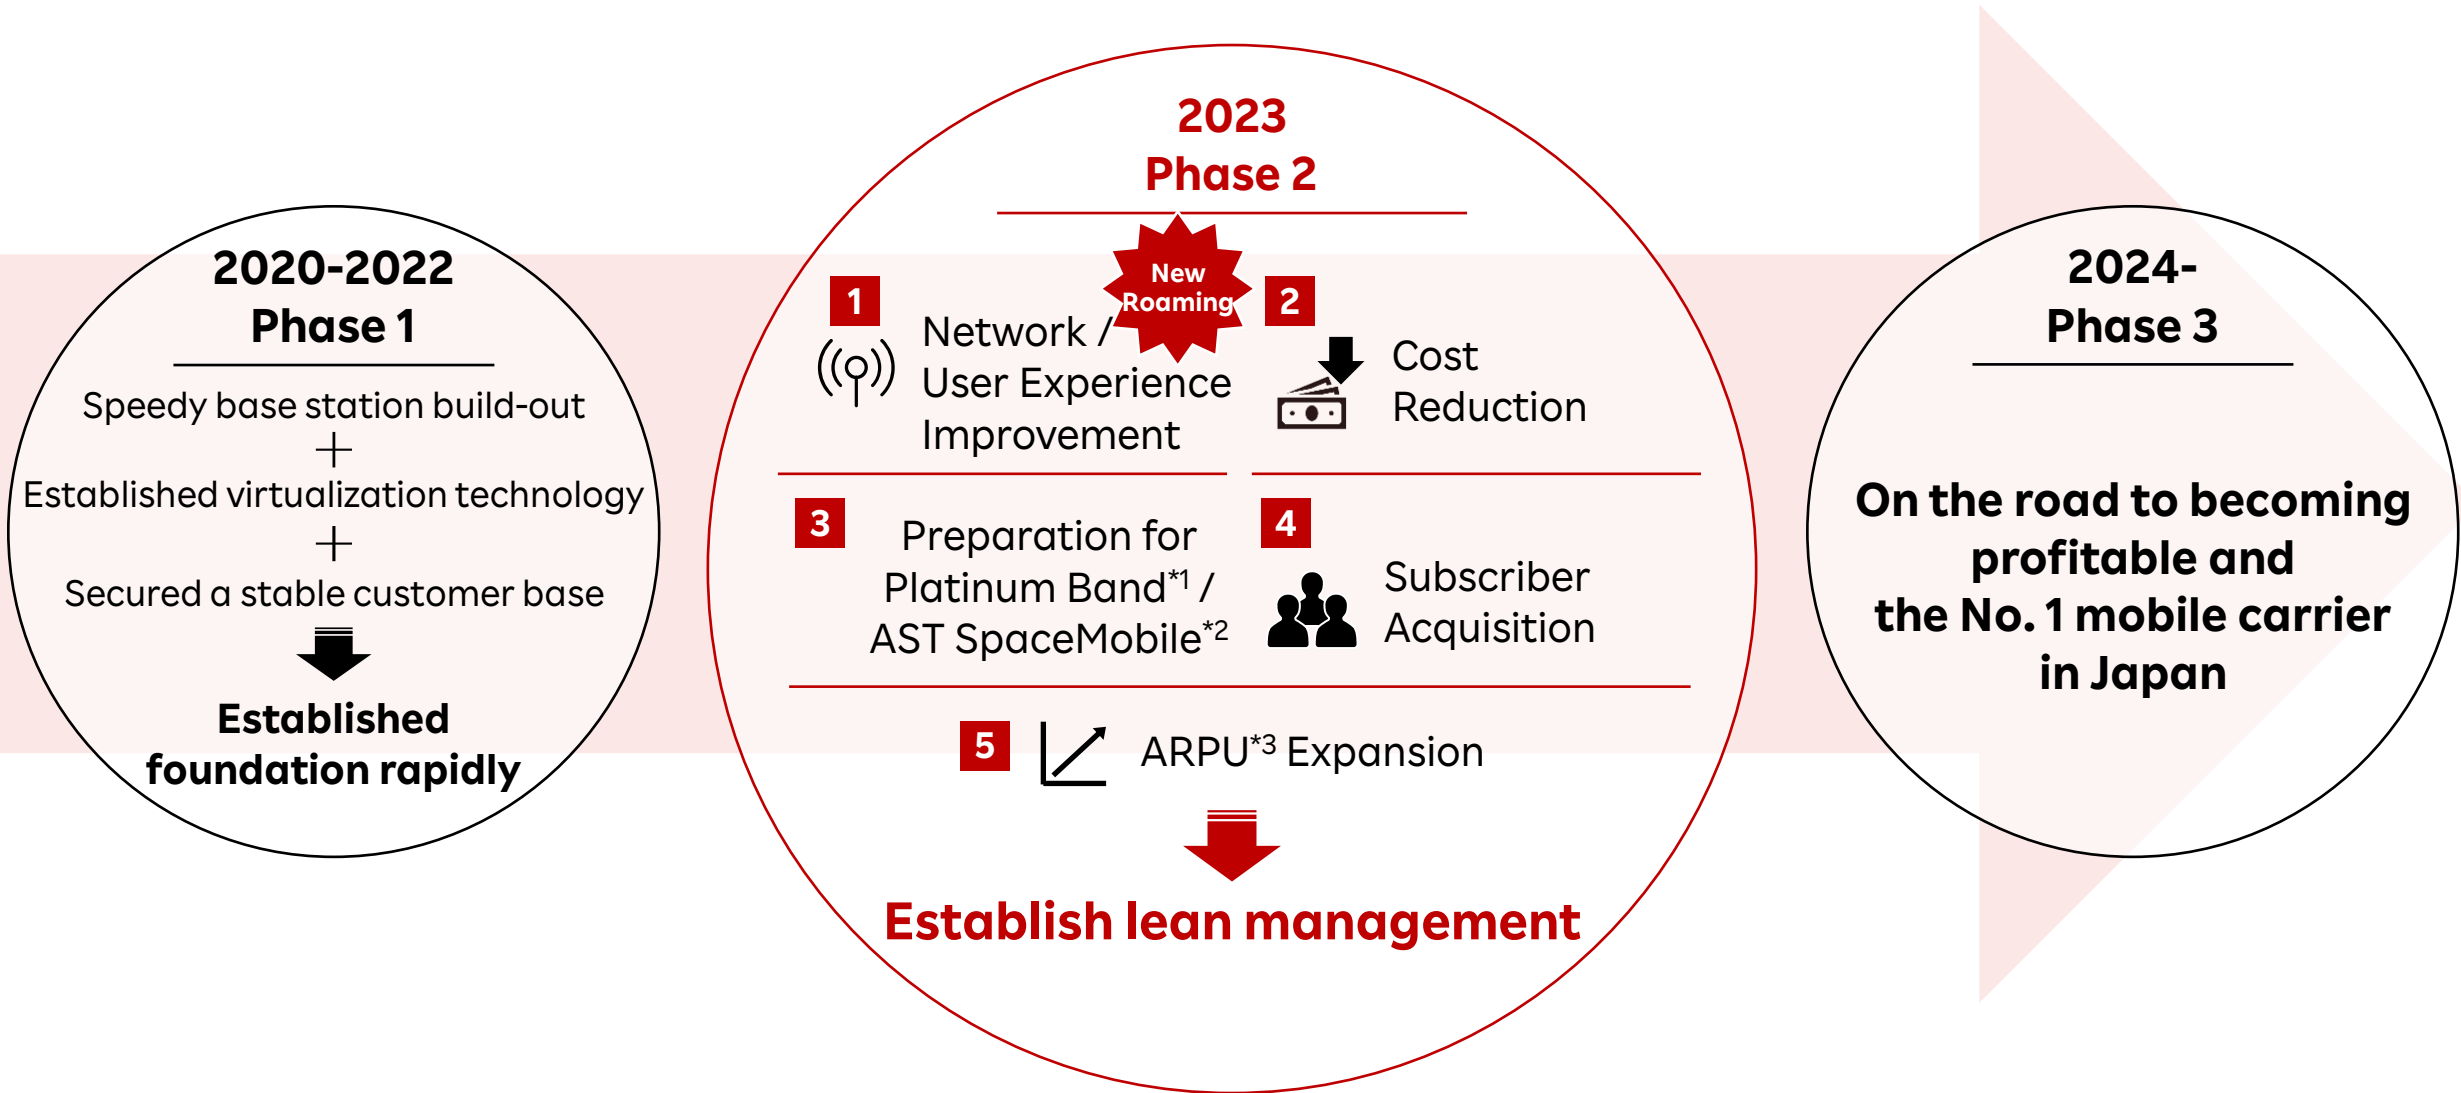 2020-2022
Phase 1
Speedy base station build-out
+
Established virtualization technology
+
Secured a stable customer base
Established
foundation rapidly
2023
Phase 2
New
Roaming
1
Network /
User Experience
Improvement
2
Cost
Reduction
3
Preparation for
Platinum Band*1 /
AST SpaceMobile*2
4
Subscriber
Acquisition
5
ARPU*3 Expansion
Establish lean management
2024-
Phase 3
On the road to becoming
profitable and
the No. 1 mobile carrier
in Japan